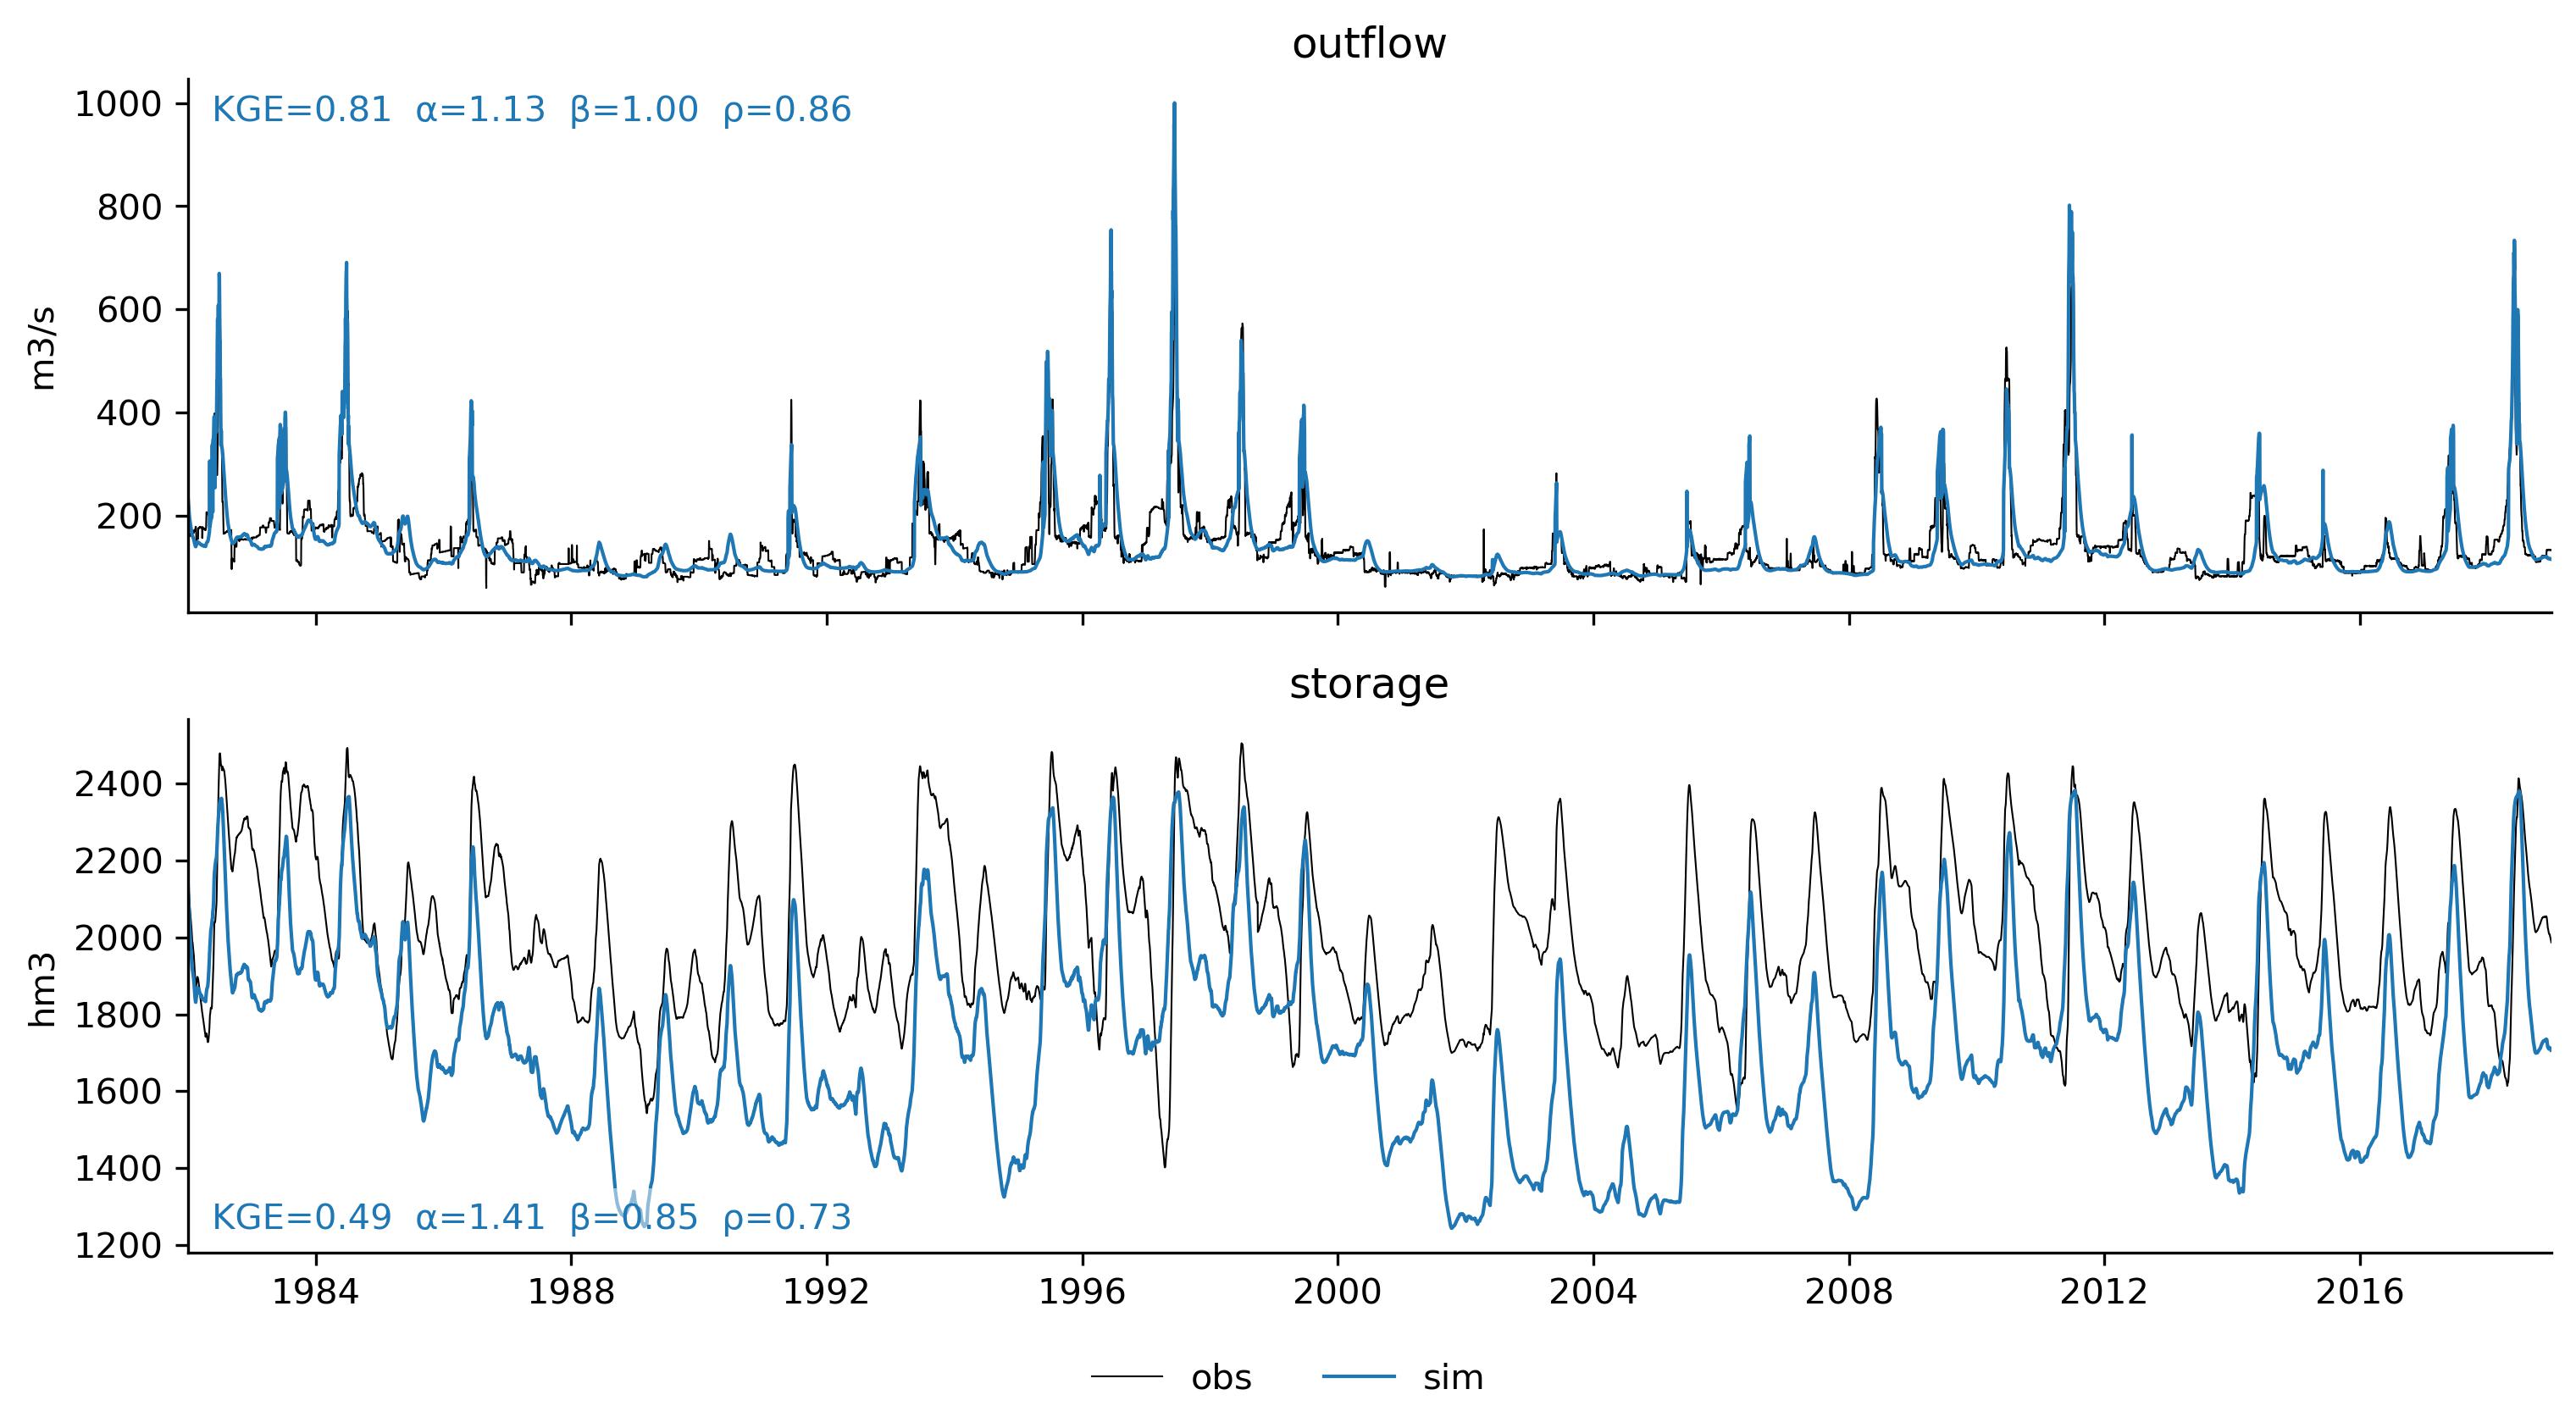 outflow
KGE=0.81 α=1.13 β=1.00 ρ=0.86
1000
800
600
400
200
m3/s
storage
2400
2200
2000
1800
1600
1400
1200
hm3
KGE=0.49 α=1.41 β=0.85 ρ=0.73
1984 1988 1992 1996 2000 2004 2008 2012 2016
obs sim